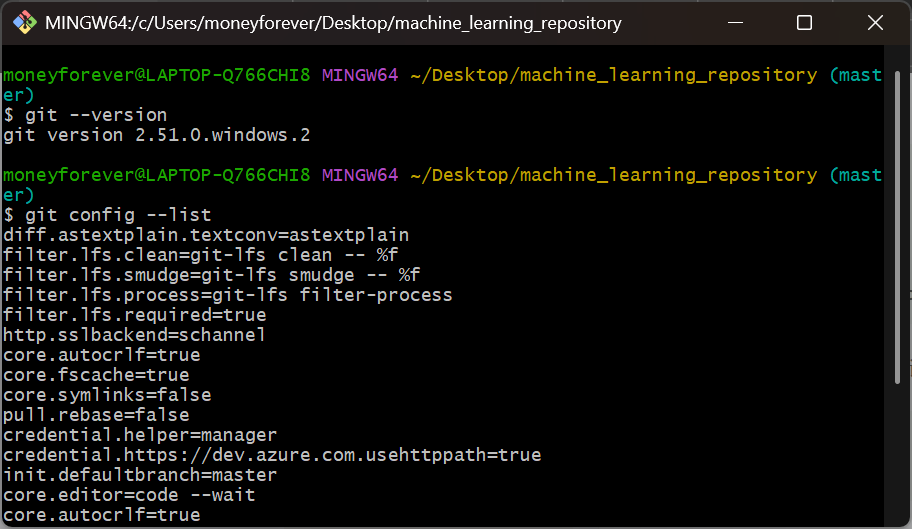 MINGW64:/c/Users/moneyforever/Desktop/machine_learning_repository
moneyforever@LAPTOP-Q766CHI8 MINGW64 ~/Desktop/machine_learning_repository (mast
er)
$ git --version
git version 2.51.0.windows.2
moneyforever@LAPTOP-Q766CHI8 MINGW64 ~/Desktop/machine_learning_repository (mast
er)
$ git config --list
diff.astextplain.textconv=astextplain
filter.lfs.clean=git-lfs clean -- %f
filter.lfs.smudge=git-lfs smudge -- %f
filter.lfs.process=git-lfs filter-process
filter.lfs.required=true
http.sslbackend=schannel
core.autocrlf=true
core.fscache=true
core.symlinks=false
pull.rebase=false
credential.helper=manager
credential.https://dev.azure.com.usehttppath=true
init.defaultbranch=master
core.editor=code --wait
core.autocrlf=true